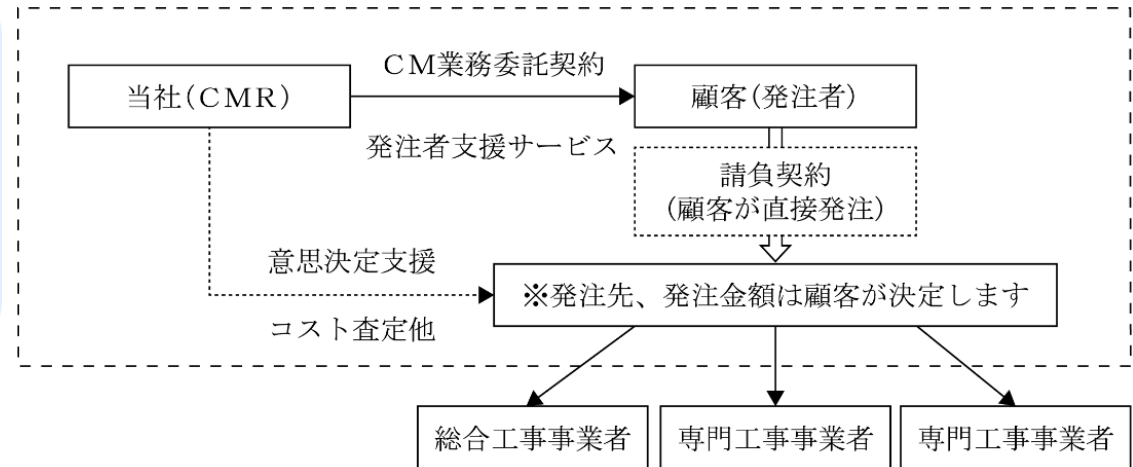 CM業務委託契約
当社(CMR)
顧客(発注者)
発注者支援サービス
請負契約
(顧客が直接発注)
意思決定支援
※発注先、発注金額は顧客が決定します
コスト査定他
総合工事事業者
専門工事事業者
専門工事事業者